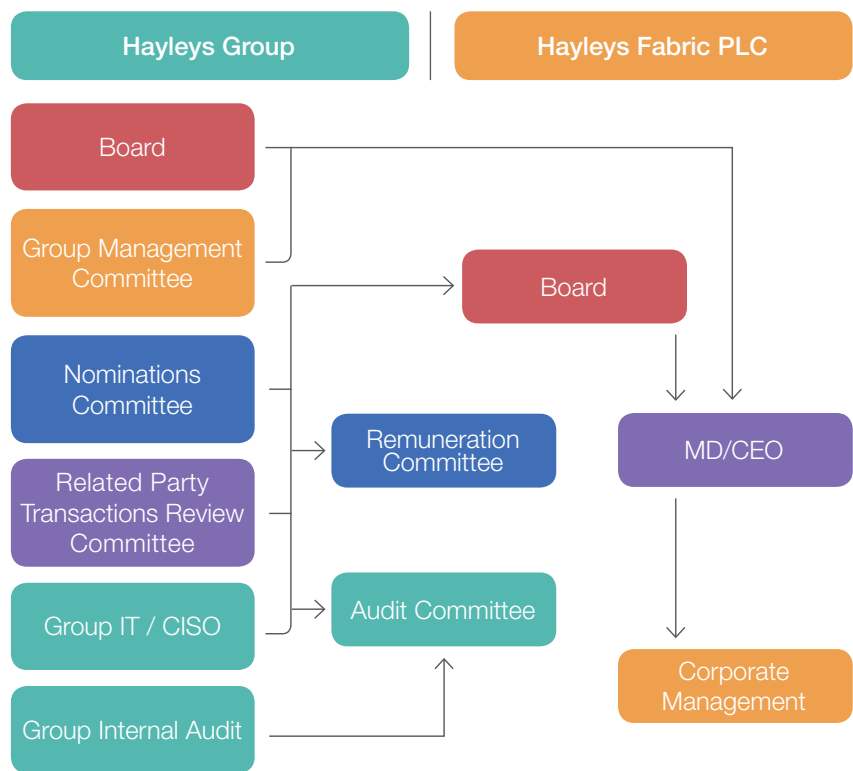 Hayleys Group
Hayleys Fabric PLC
Board
Group Management
Committee
Board
Nominations
Committee
Remuneration
Committee
MD/CEO
Related Party
Transactions Review
Committee
Group IT / CISO
Audit Committee
Corporate
Management
Group Internal Audit